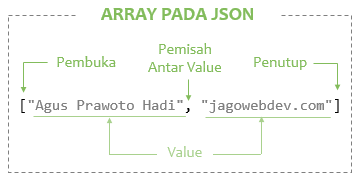 ARRAY PADA JSON
Pemisah
Pembuka Antar Value Penutup
["Agus Prawoto Hadi", "jagowebdev.com"]
Value